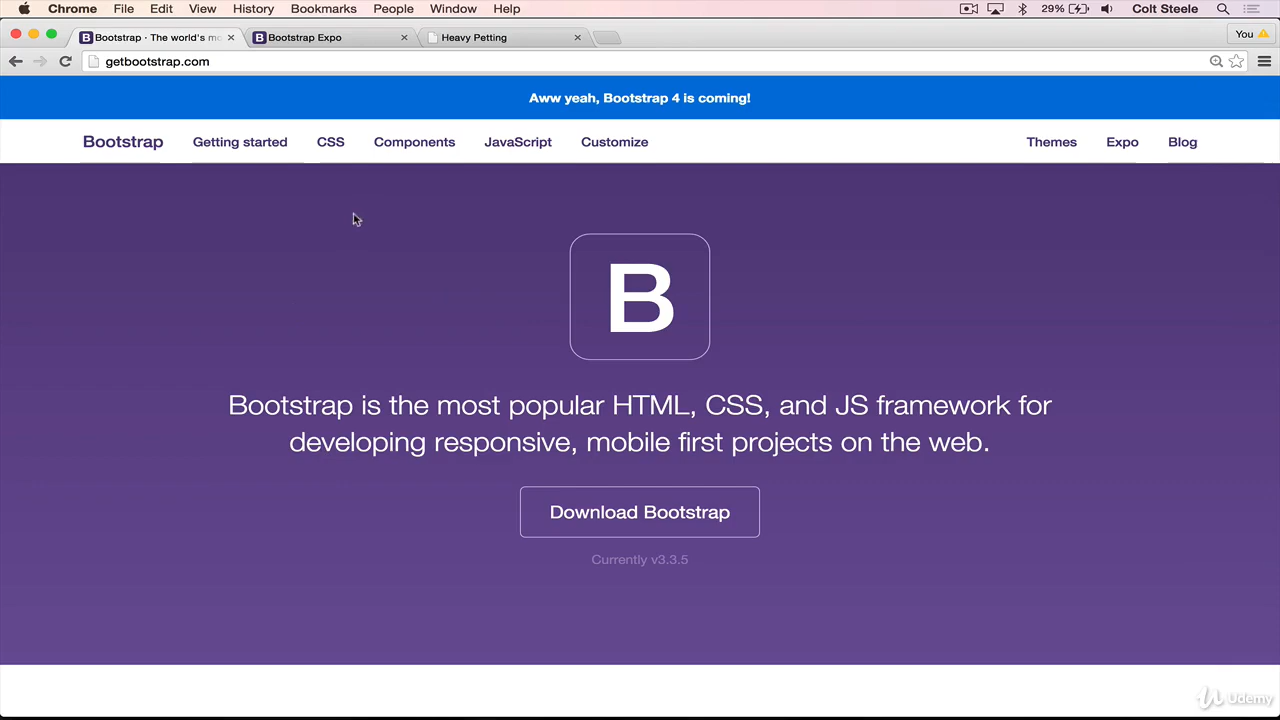 Chrome File Edit View History Bookmarks People Window Help 29% Colt Steele
Bootstrap · The world's mo Bootstrap Expo Heavy Petting You
getbootstrap.com
Aww yeah, Bootstrap 4 is coming!
Bootstrap Getting started CSS Components JavaScript Customize Themes Expo Blog
B
Bootstrap is the most popular HTML, CSS, and JS framework for
developing responsive, mobile first projects on the web.
Download Bootstrap
Currently v3.3.5
Udemy